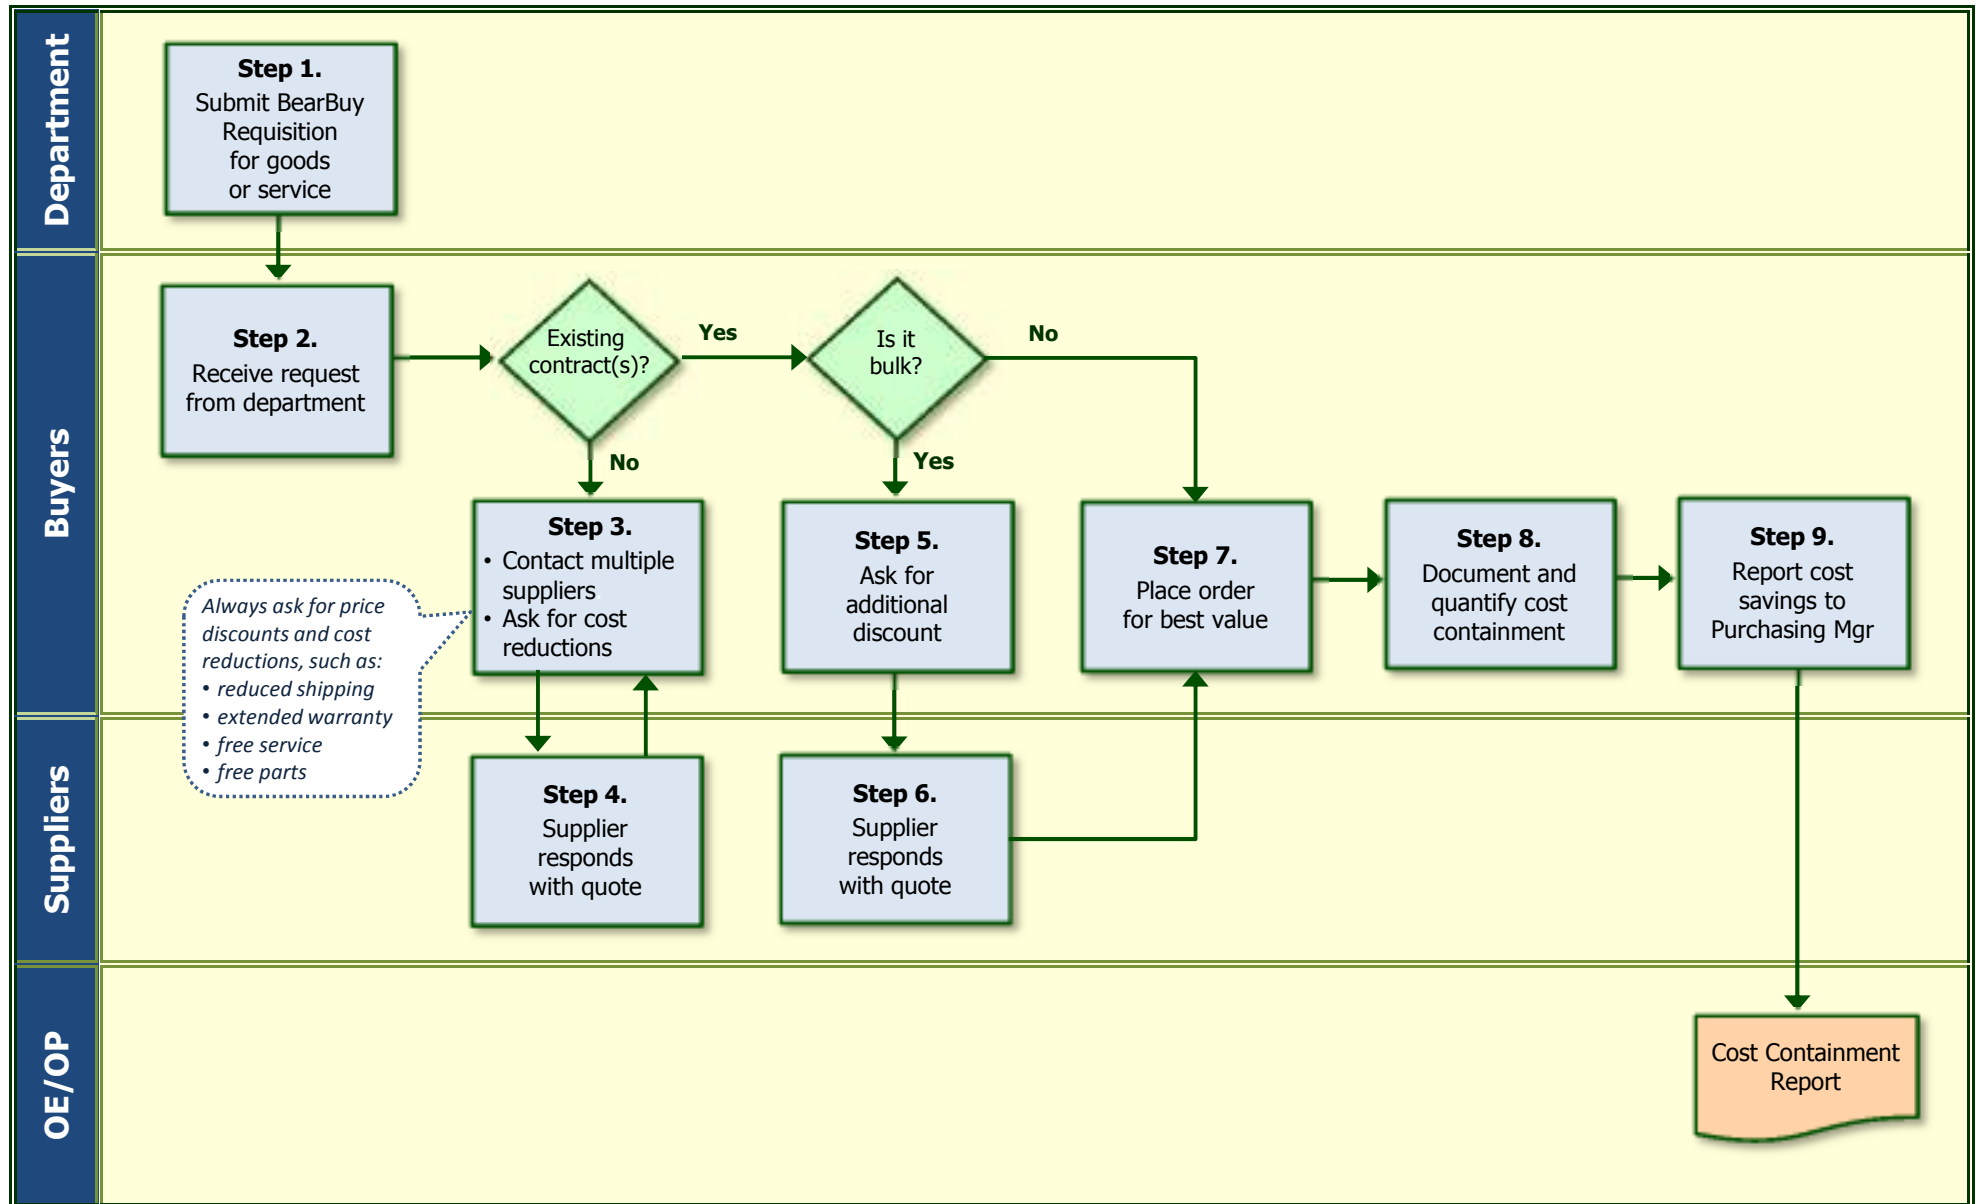 Department
Step 1.
Submit BearBuy
Requisition
for goods
or service
Buyers
Step 2.
Receive request
from department
Existing
contract(s)?
Yes
No
Is it
bulk?
No
Yes
Step 3.
• Contact multiple
suppliers
• Ask for cost
reductions
Always ask for price
discounts and cost
reductions, such as:
• reduced shipping
• extended warranty
• free service
• free parts
Step 5.
Ask for
additional
discount
Step 7.
Place order
for best value
Step 8.
Document and
quantify cost
containment
Step 9.
Report cost
savings to
Purchasing Mgr
Suppliers
Step 4.
Supplier
responds
with quote
Step 6.
Supplier
responds
with quote
OE/OP
Cost Containment
Report